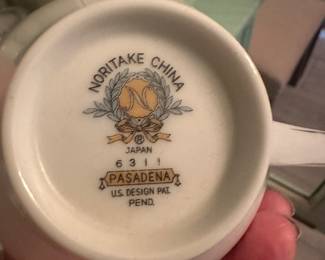 NORITAKE CHINA
N
®
JAPAN
6311
PASADENA
U.S. DESIGN PAT.
PEND.